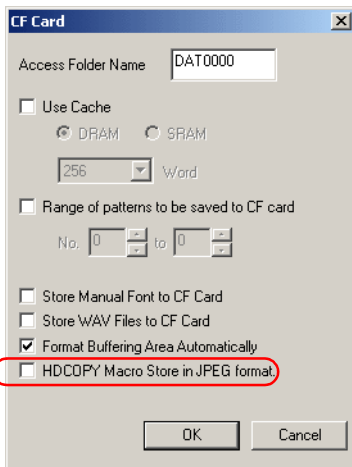 CF Card
Access Folder Name DAT0000
Use Cache
DRAM SRAM
256 Word
Range of patterns to be saved to CF card
No. 0 to 0
Store Manual Font to CF Card
Store WAV Files to CF Card
Format Buffering Area Automatically
HDCOPY Macro Store in JPEG format.
OK Cancel